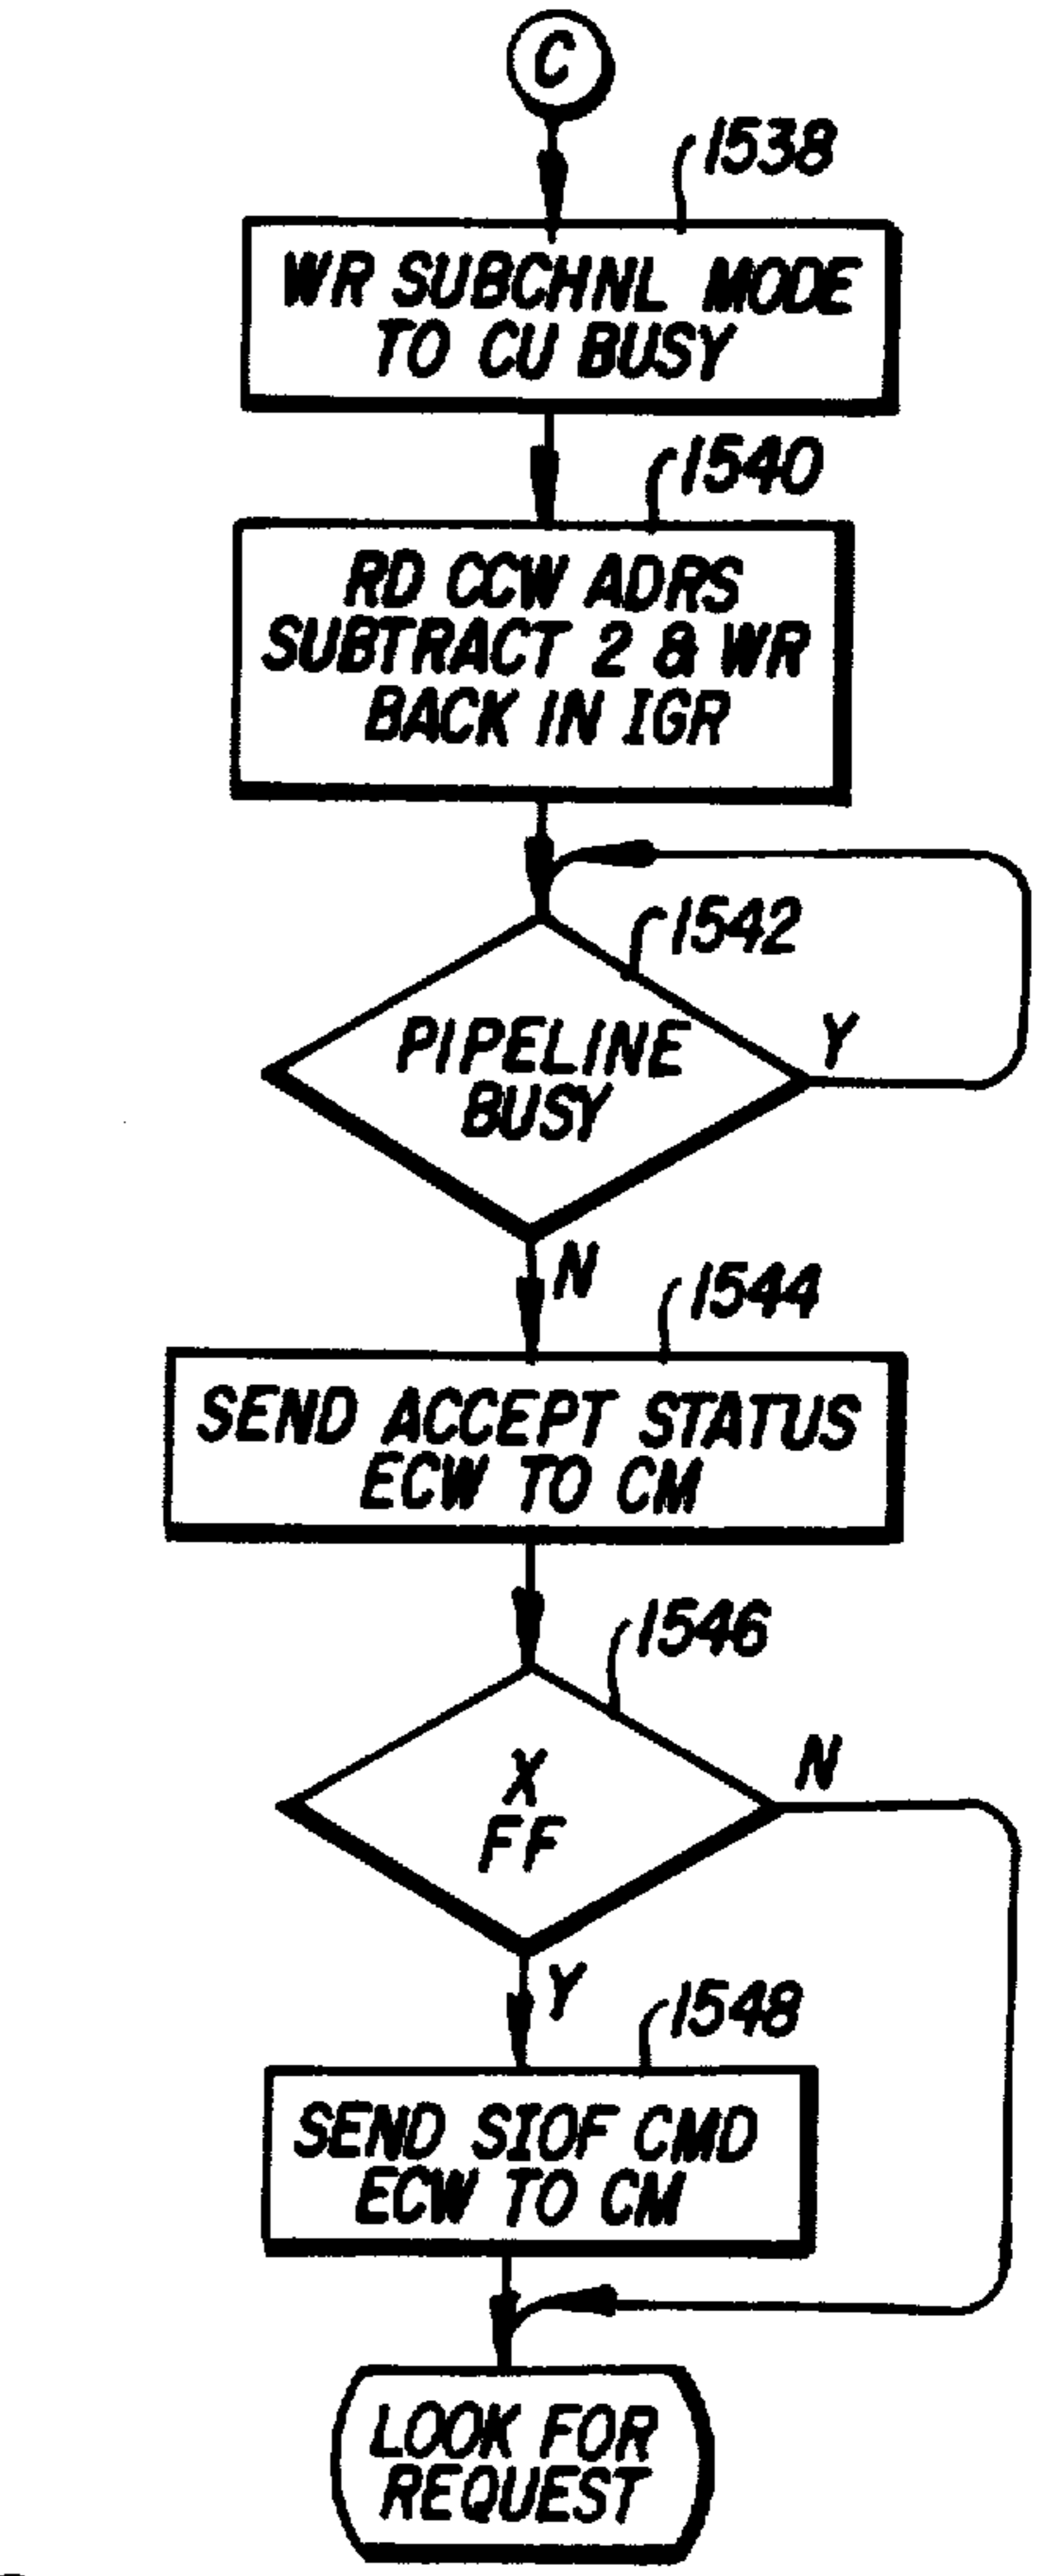 C
1538
WR SUBCHNL MODE
TO CU BUSY
1540
RD CCW ADRS
SUBTRACT 2 & WR
BACK IN IGR
1542
PIPELINE
BUSY
Y
N
1544
SEND ACCEPT STATUS
ECW TO CM
1546
X
FF
N
Y
1548
SEND SIOF CMD
ECW TO CM
LOOK FOR
REQUEST